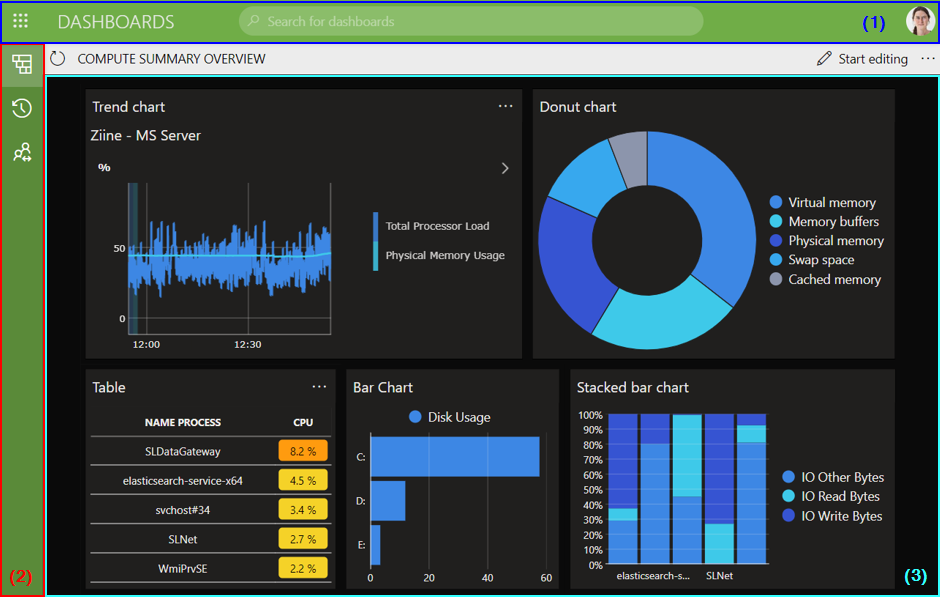 DASHBOARDS
Search for dashboards
(1)
COMPUTE SUMMARY OVERVIEW
Start editing
Trend chart
Ziine - MS Server
%
50
0
12:00 12:30
Total Processor Load
Physical Memory Usage
Donut chart
Virtual memory
Memory buffers
Physical memory
Swap space
Cached memory
Table
NAME PROCESS CPU
SLDataGateway 8.2 %
elasticsearch-service-x64 4.5 %
svchost#34 3.4 %
SLNet 2.7 %
WmiPrvSE 2.2 %
Bar Chart
Disk Usage
C:
D:
E:
0 20 40 60
Stacked bar chart
100%
90%
80%
70%
60%
50%
40%
30%
20%
10%
0%
elasticsearch-s... SLNet
IO Other Bytes
IO Read Bytes
IO Write Bytes
(2)
(3)